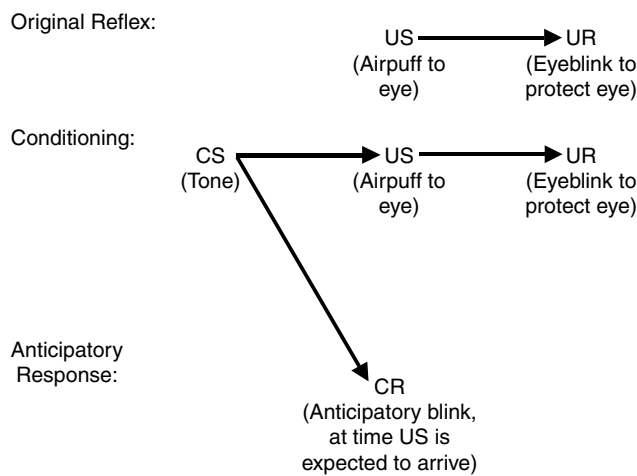 Original Reflex:
US UR
(Airpuff to (Eyeblink to
eye) protect eye)
Conditioning:
CS US UR
(Tone) (Airpuff to (Eyeblink to
eye) protect eye)
Anticipatory
Response:
CR
(Anticipatory blink,
at time US is
expected to arrive)